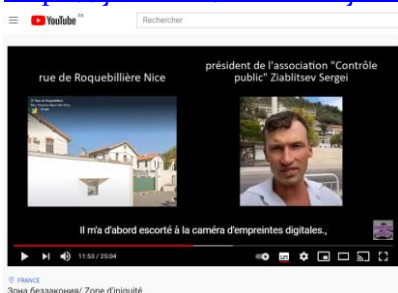 YouTube FR
Rechercher
rue de Roquebillière Nice
président de l'association "Contrôle
public" Ziablitsev Sergei
Il m'a d'abord escorté à la caméra d'empreintes digitales.,
11:53 / 25:04
FRANCE
Зона беззакония/ Zone d'iniquité